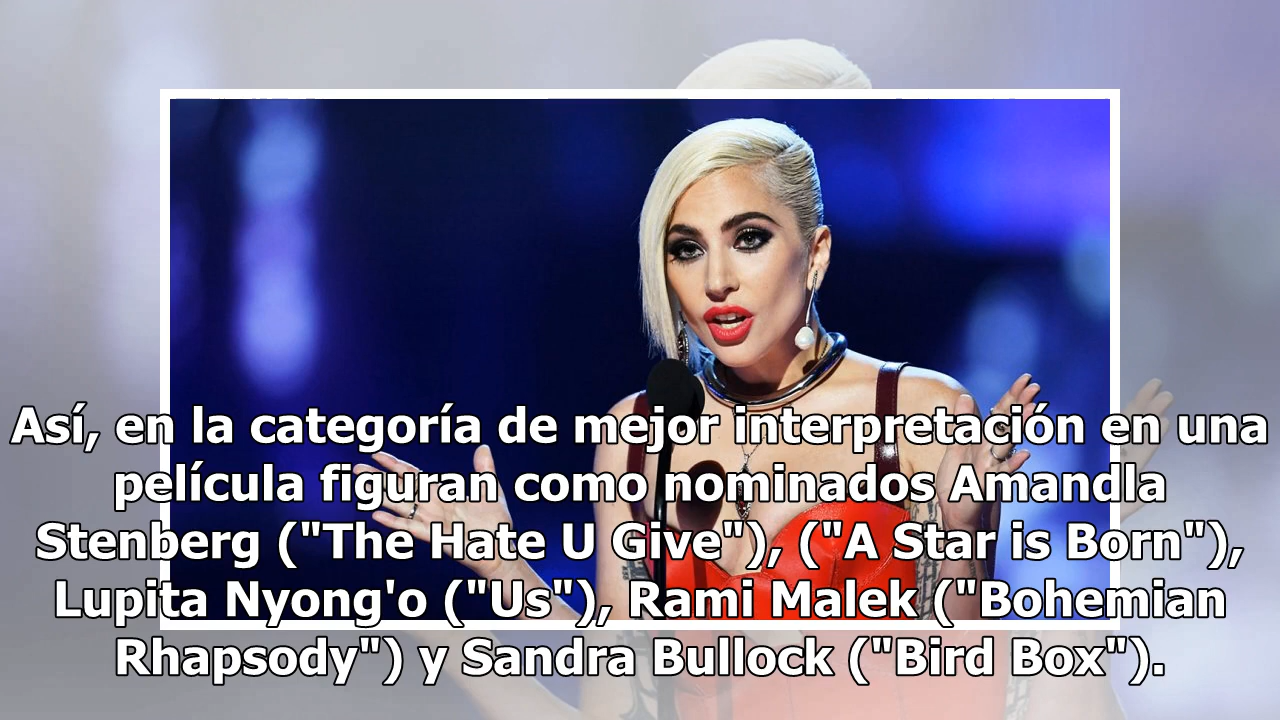 Así, en la categoría de mejor interpretación en una
película figuran como nominados Amandla
Stenberg ("The Hate U Give"), ("A Star is Born"),
Lupita Nyong'o ("Us"), Rami Malek ("Bohemian
Rhapsody") y Sandra Bullock ("Bird Box").